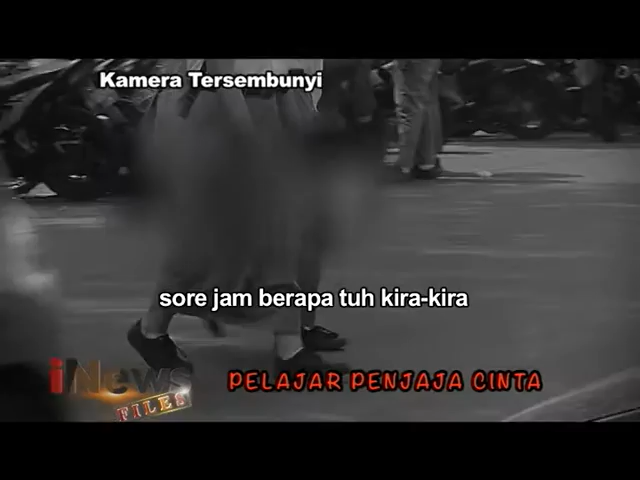 Kamera Tersembunyi
sore jam berapa tuh kira-kira
iNews
FILES
PELAJAR PENJAJA CINTA